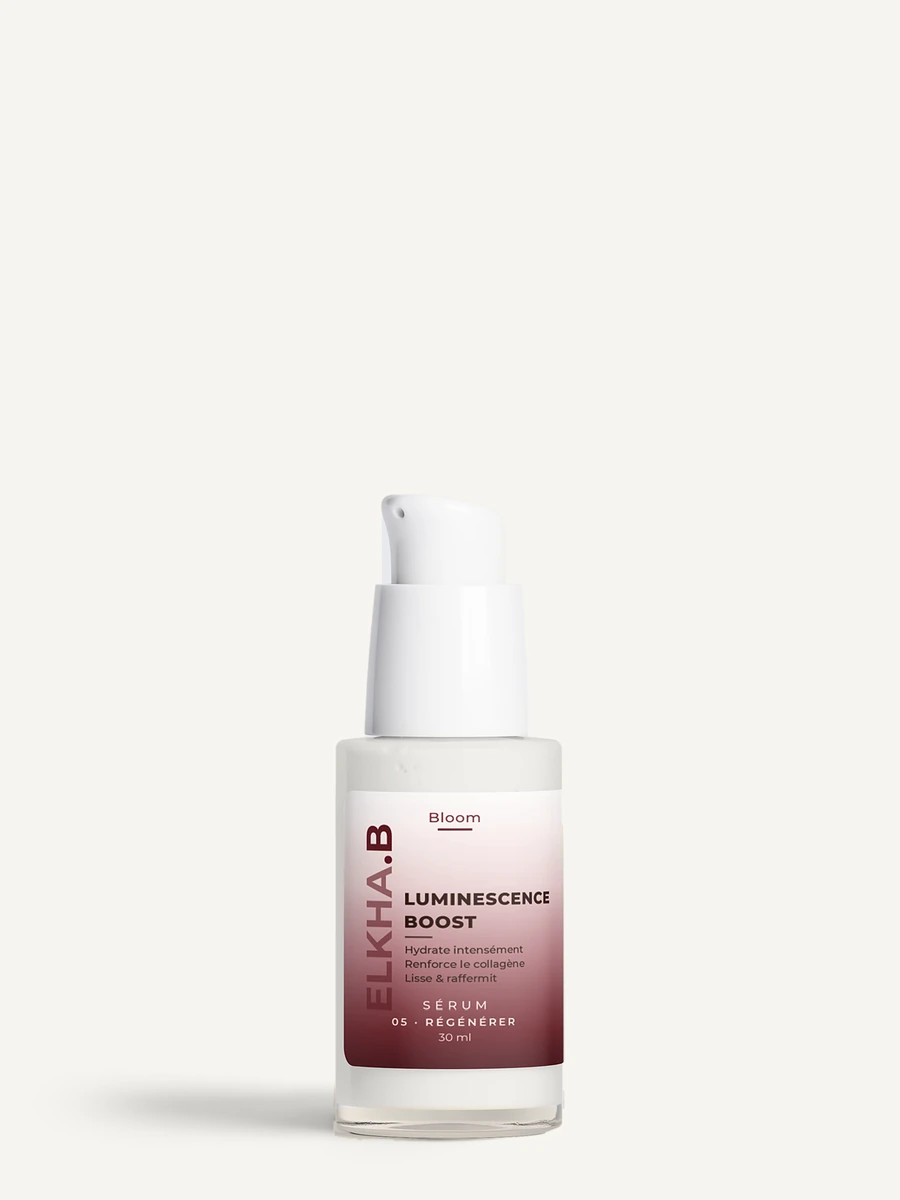 Bloom
ELKHA.B
LUMINESCENCE
BOOST
Hydrate intensément
Renforce le collagène
Lisse & raffermit
SÉRUM
05 · RÉGÉNÉRER
30 ml